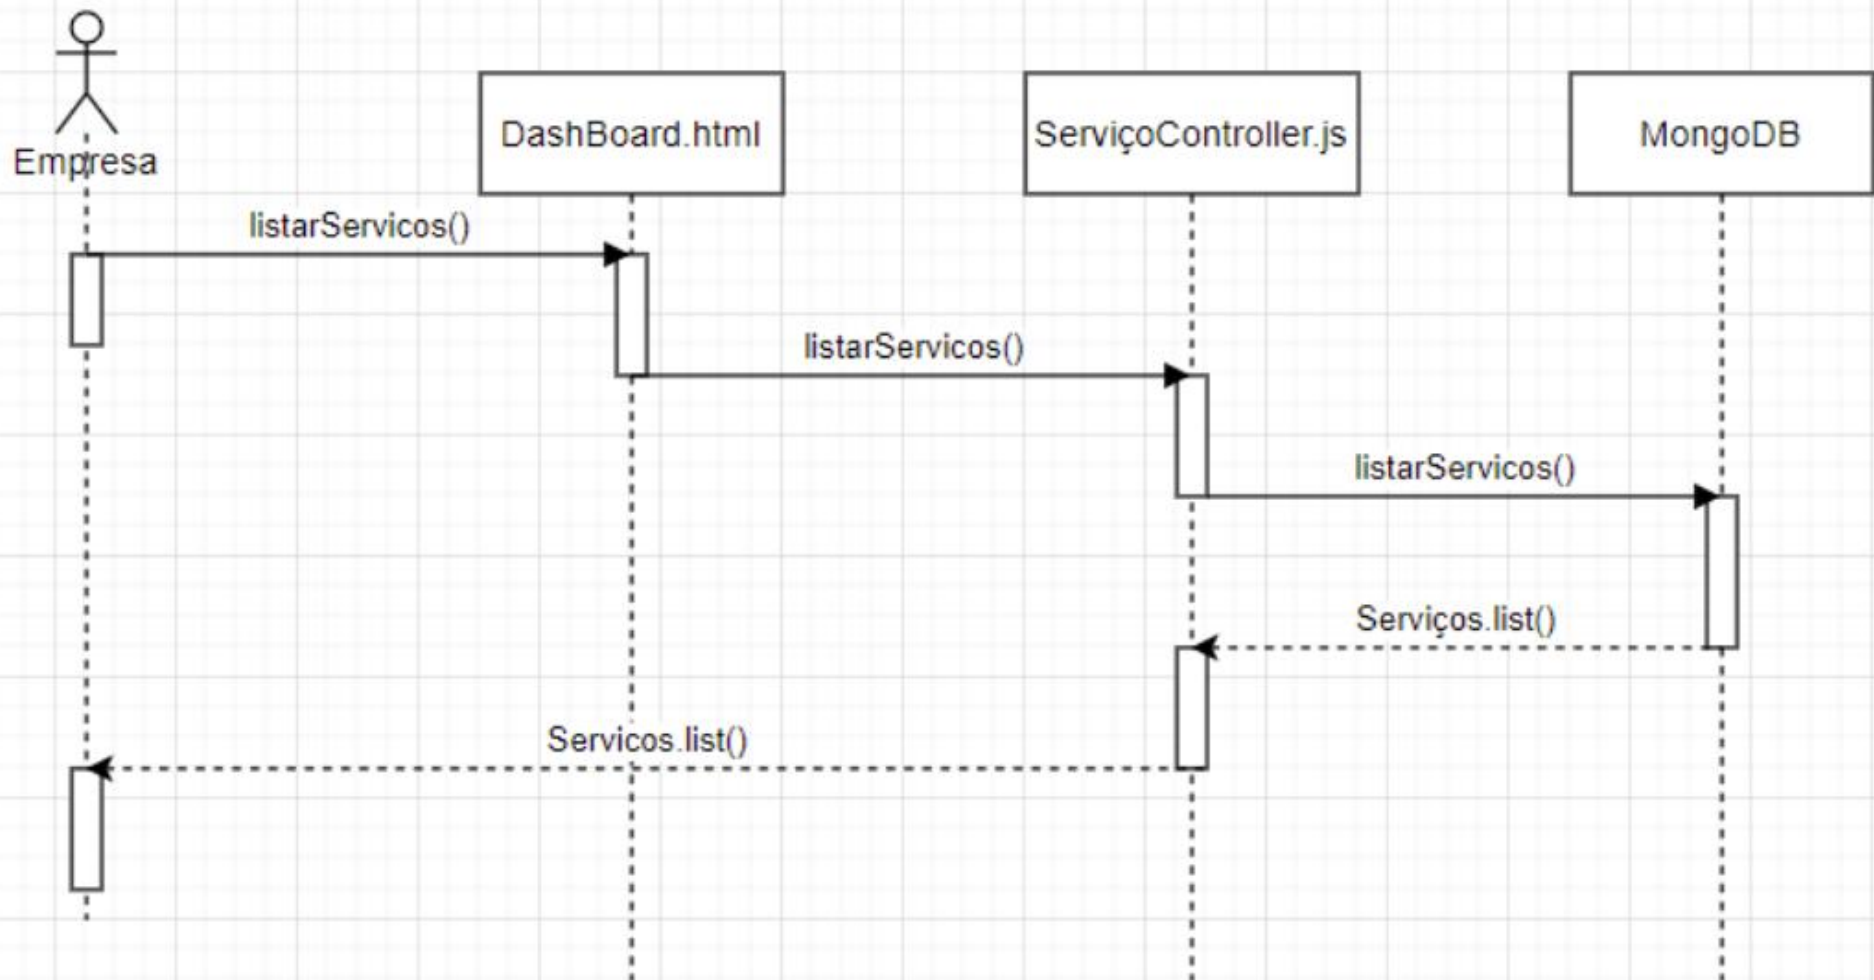 Empresa
DashBoard.html
ServiçoController.js
MongoDB
listarServicos()
listarServicos()
listarServicos()
Serviços.list()
Servicos.list()